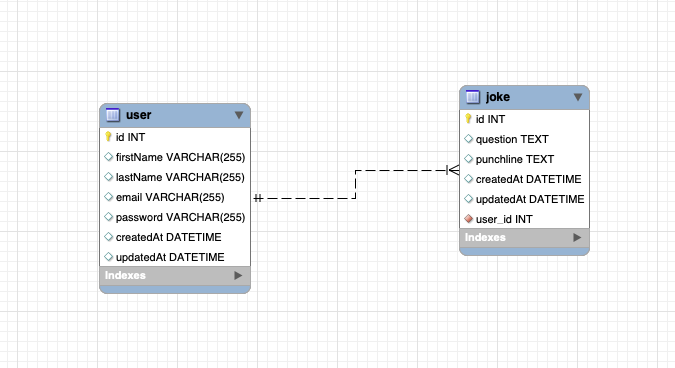 user
id INT
firstName VARCHAR(255)
lastName VARCHAR(255)
email VARCHAR(255)
password VARCHAR(255)
createdAt DATETIME
updatedAt DATETIME
Indexes
joke
id INT
question TEXT
punchline TEXT
createdAt DATETIME
updatedAt DATETIME
user_id INT
Indexes